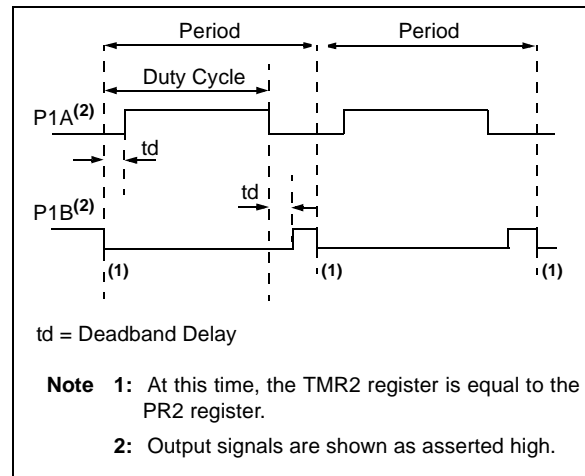 Period Period
Duty Cycle
P1A(2)
td
td
P1B(2)
(1) (1) (1)
td = Deadband Delay
Note 1: At this time, the TMR2 register is equal to the
PR2 register.
2: Output signals are shown as asserted high.